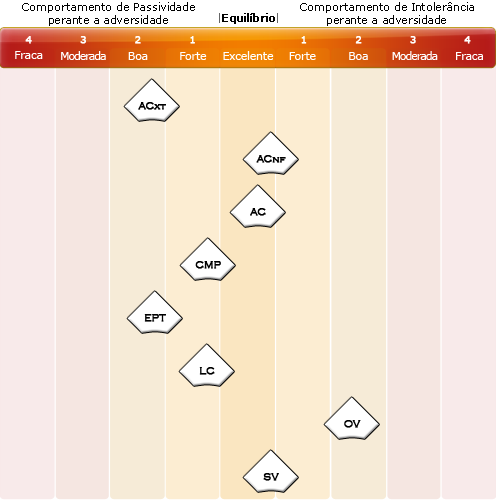 Comportamento de Passividade
perante a adversidade
|Equilíbrio|
Comportamento de Intolerância
perante a adversidade
4 3 2 1 1 2 3 4
Fraca Moderada Boa Forte Excelente Forte Boa Moderada Fraca
ACXT
ACNF
AC
CMP
EPT
LC
OV
SV